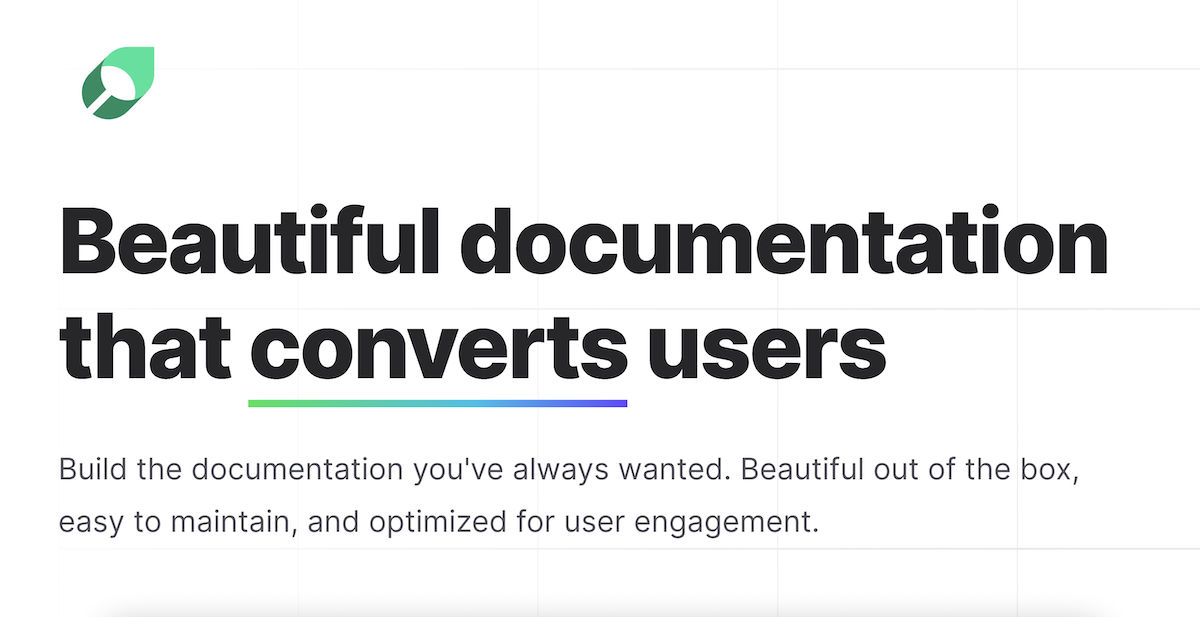 Beautiful documentation
that converts users
Build the documentation you've always wanted. Beautiful out of the box,
easy to maintain, and optimized for user engagement.